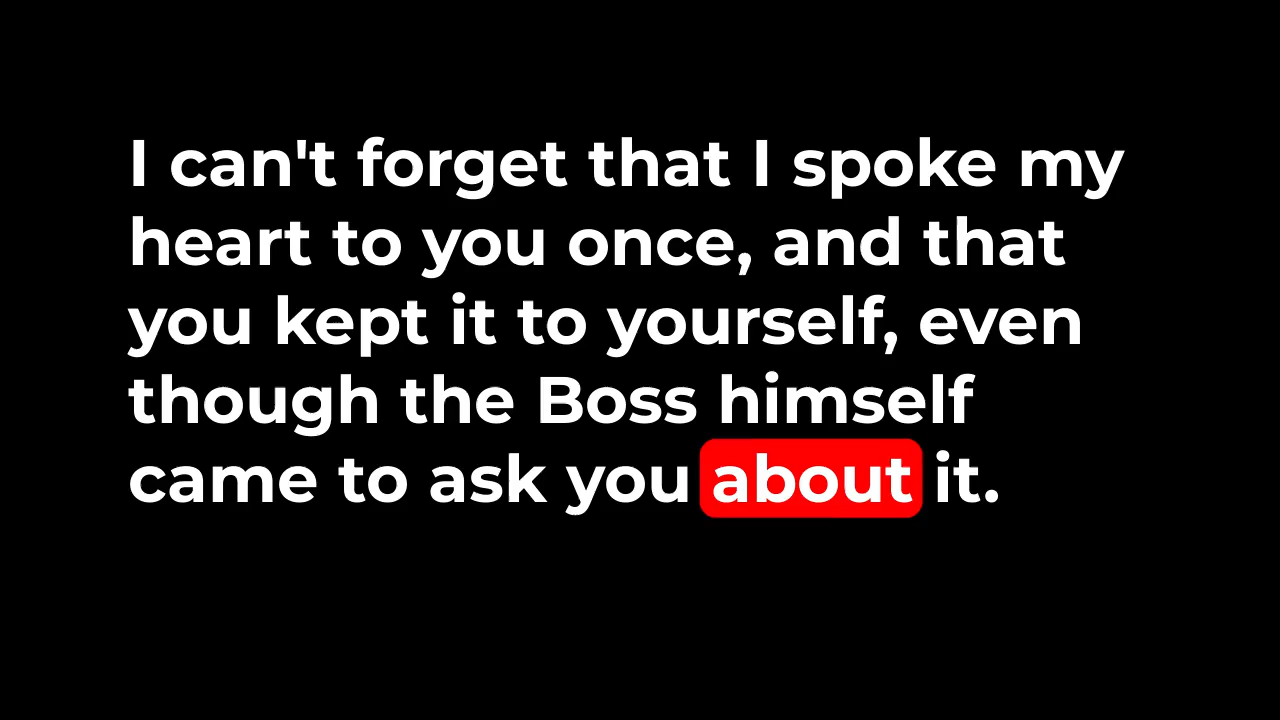 I can't forget that I spoke my
heart to you once, and that
you kept it to yourself, even
though the Boss himself
came to ask you about it.